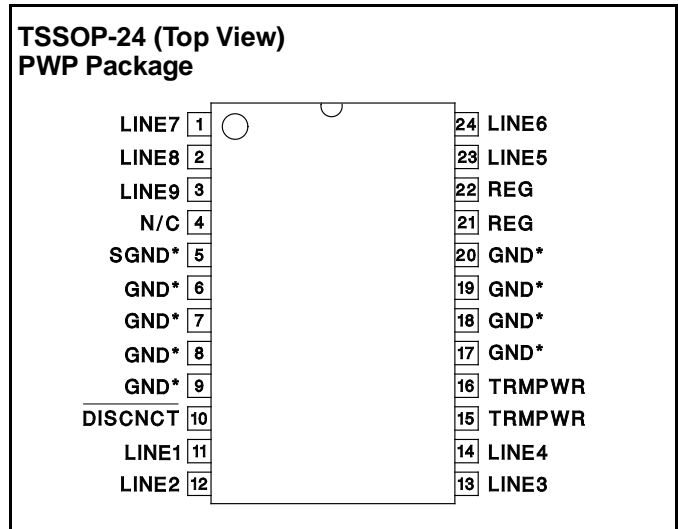 TSSOP-24 (Top View)
PWP Package
LINE7 1 24 LINE6
LINE8 2 23 LINE5
LINE9 3 22 REG
N/C 4 21 REG
SGND* 5 20 GND*
GND* 6 19 GND*
GND* 7 18 GND*
GND* 8 17 GND*
GND* 9 16 TRMPWR
DISCNCT 10 15 TRMPWR
LINE1 11 14 LINE4
LINE2 12 13 LINE3